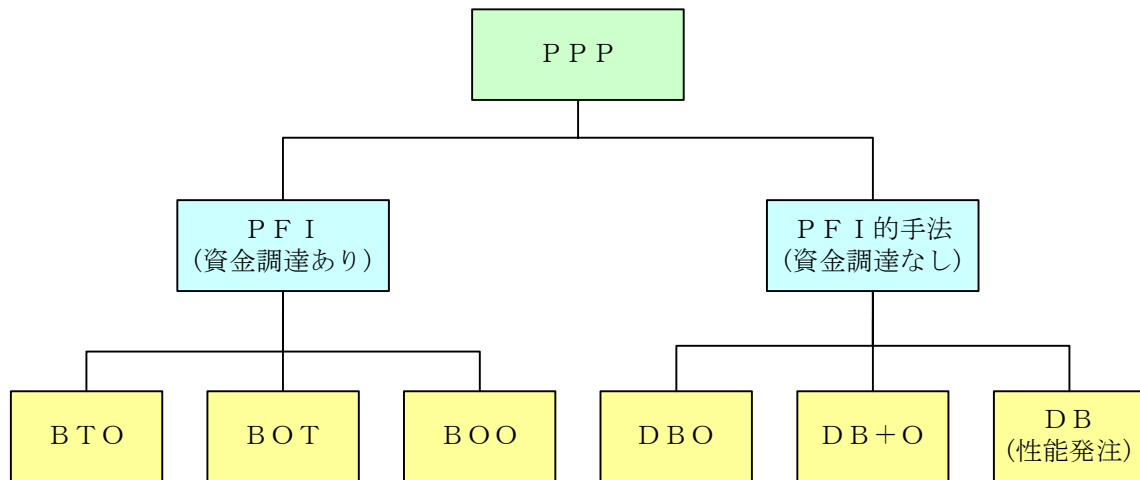 ＰＰＰ
ＰＦＩ
（資金調達あり）
ＰＦＩ的手法
（資金調達なし）
ＢＴＯ
ＢＯＴ
ＢＯＯ
ＤＢＯ
ＤＢ＋Ｏ
ＤＢ
（性能発注）